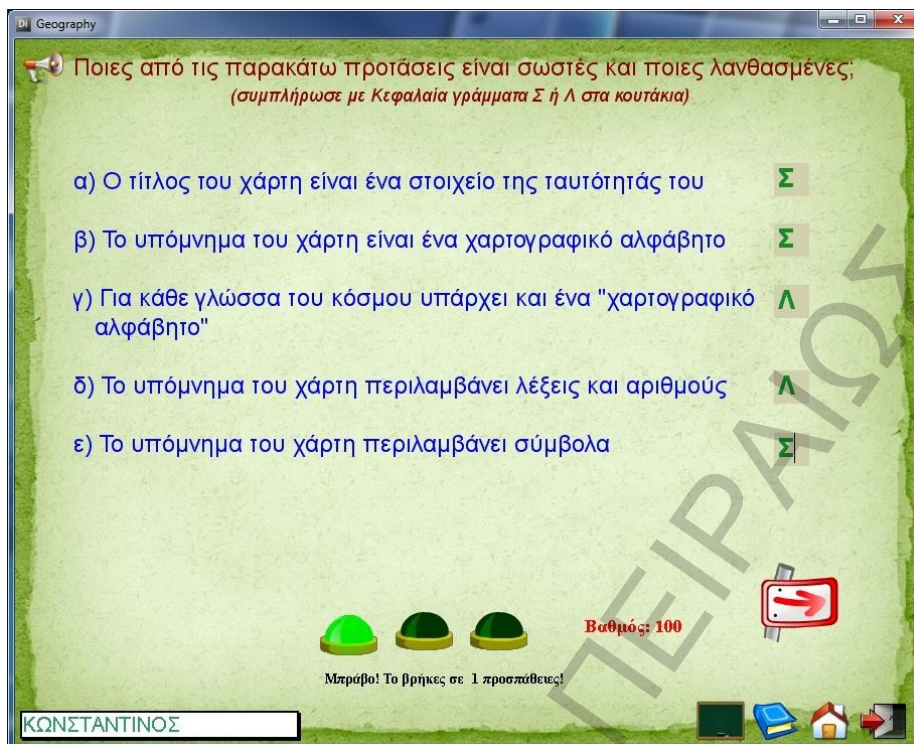 Di Geography
Ποιες από τις παρακάτω προτάσεις είναι σωστές και ποιες λανθασμένες;
(συμπλήρωσε με Κεφαλαία γράμματα Σ ή Λ στα κουτάκια)
α) Ο τίτλος του χάρτη είναι ένα στοιχείο της ταυτότητάς του Σ
β) Το υπόμνημα του χάρτη είναι ένα χαρτογραφικό αλφάβητο Σ
γ) Για κάθε γλώσσα του κόσμου υπάρχει και ένα "χαρτογραφικό Λ
αλφάβητο"
δ) Το υπόμνημα του χάρτη περιλαμβάνει λέξεις και αριθμούς Λ
ε) Το υπόμνημα του χάρτη περιλαμβάνει σύμβολα Σ
Βαθμός: 100
Μπράβο! Το βρήκες σε 1 προσπάθειες!
ΚΩΝΣΤΑΝΤΙΝΟΣ
ΠΕΙΡΑΙΩΣ